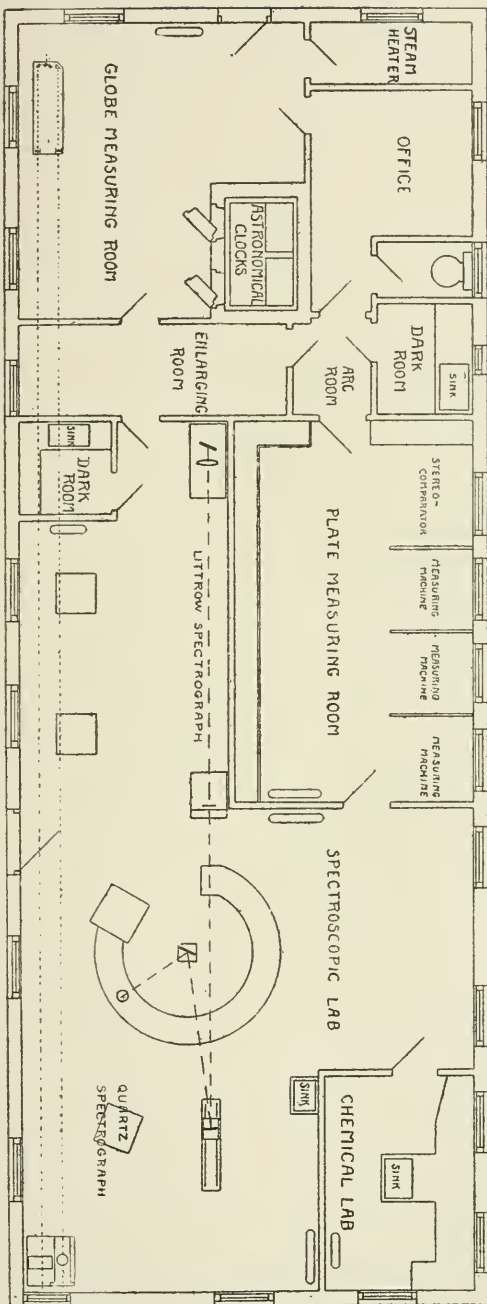 STEAM
HEATER
GLOBE MEASURING ROOM
OFFICE
ASTRONOMICAL
CLOCKS
ENLARGING
ROOM
ARC
ROOM
DARK
ROOM
SINK
SINK
DARK
ROOM
STEREO-
COMPARATOR
LITTROW SPECTROGRAPH
PLATE MEASURING ROOM
MEASURING
MACHINE
MEASURING
MACHINE
MEASURING
MACHINE
SPECTROSCOPIC LAB
QUARTZ
SPECTROGRAPH
SINK
CHEMICAL LAB
SINK